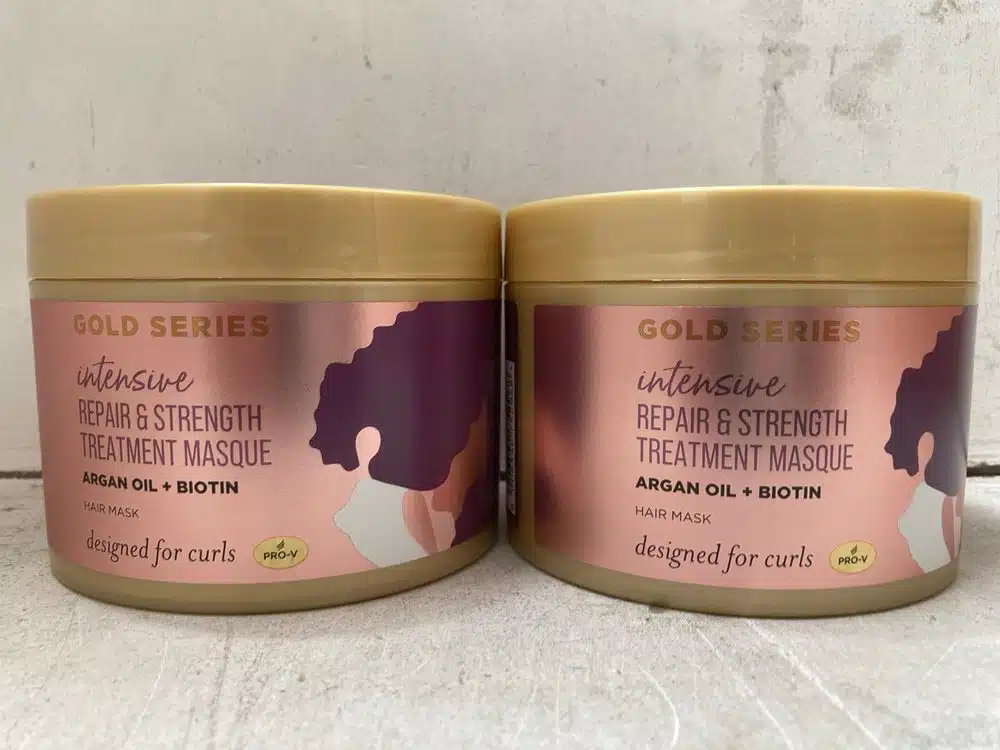 GOLD SERIES
intensive
REPAIR & STRENGTH
TREATMENT MASQUE
ARGAN OIL + BIOTIN
HAIR MASK
designed for curls
PRO-V
GOLD SERIES
intensive
REPAIR & STRENGTH
TREATMENT MASQUE
ARGAN OIL + BIOTIN
HAIR MASK
designed for curls
PRO-V